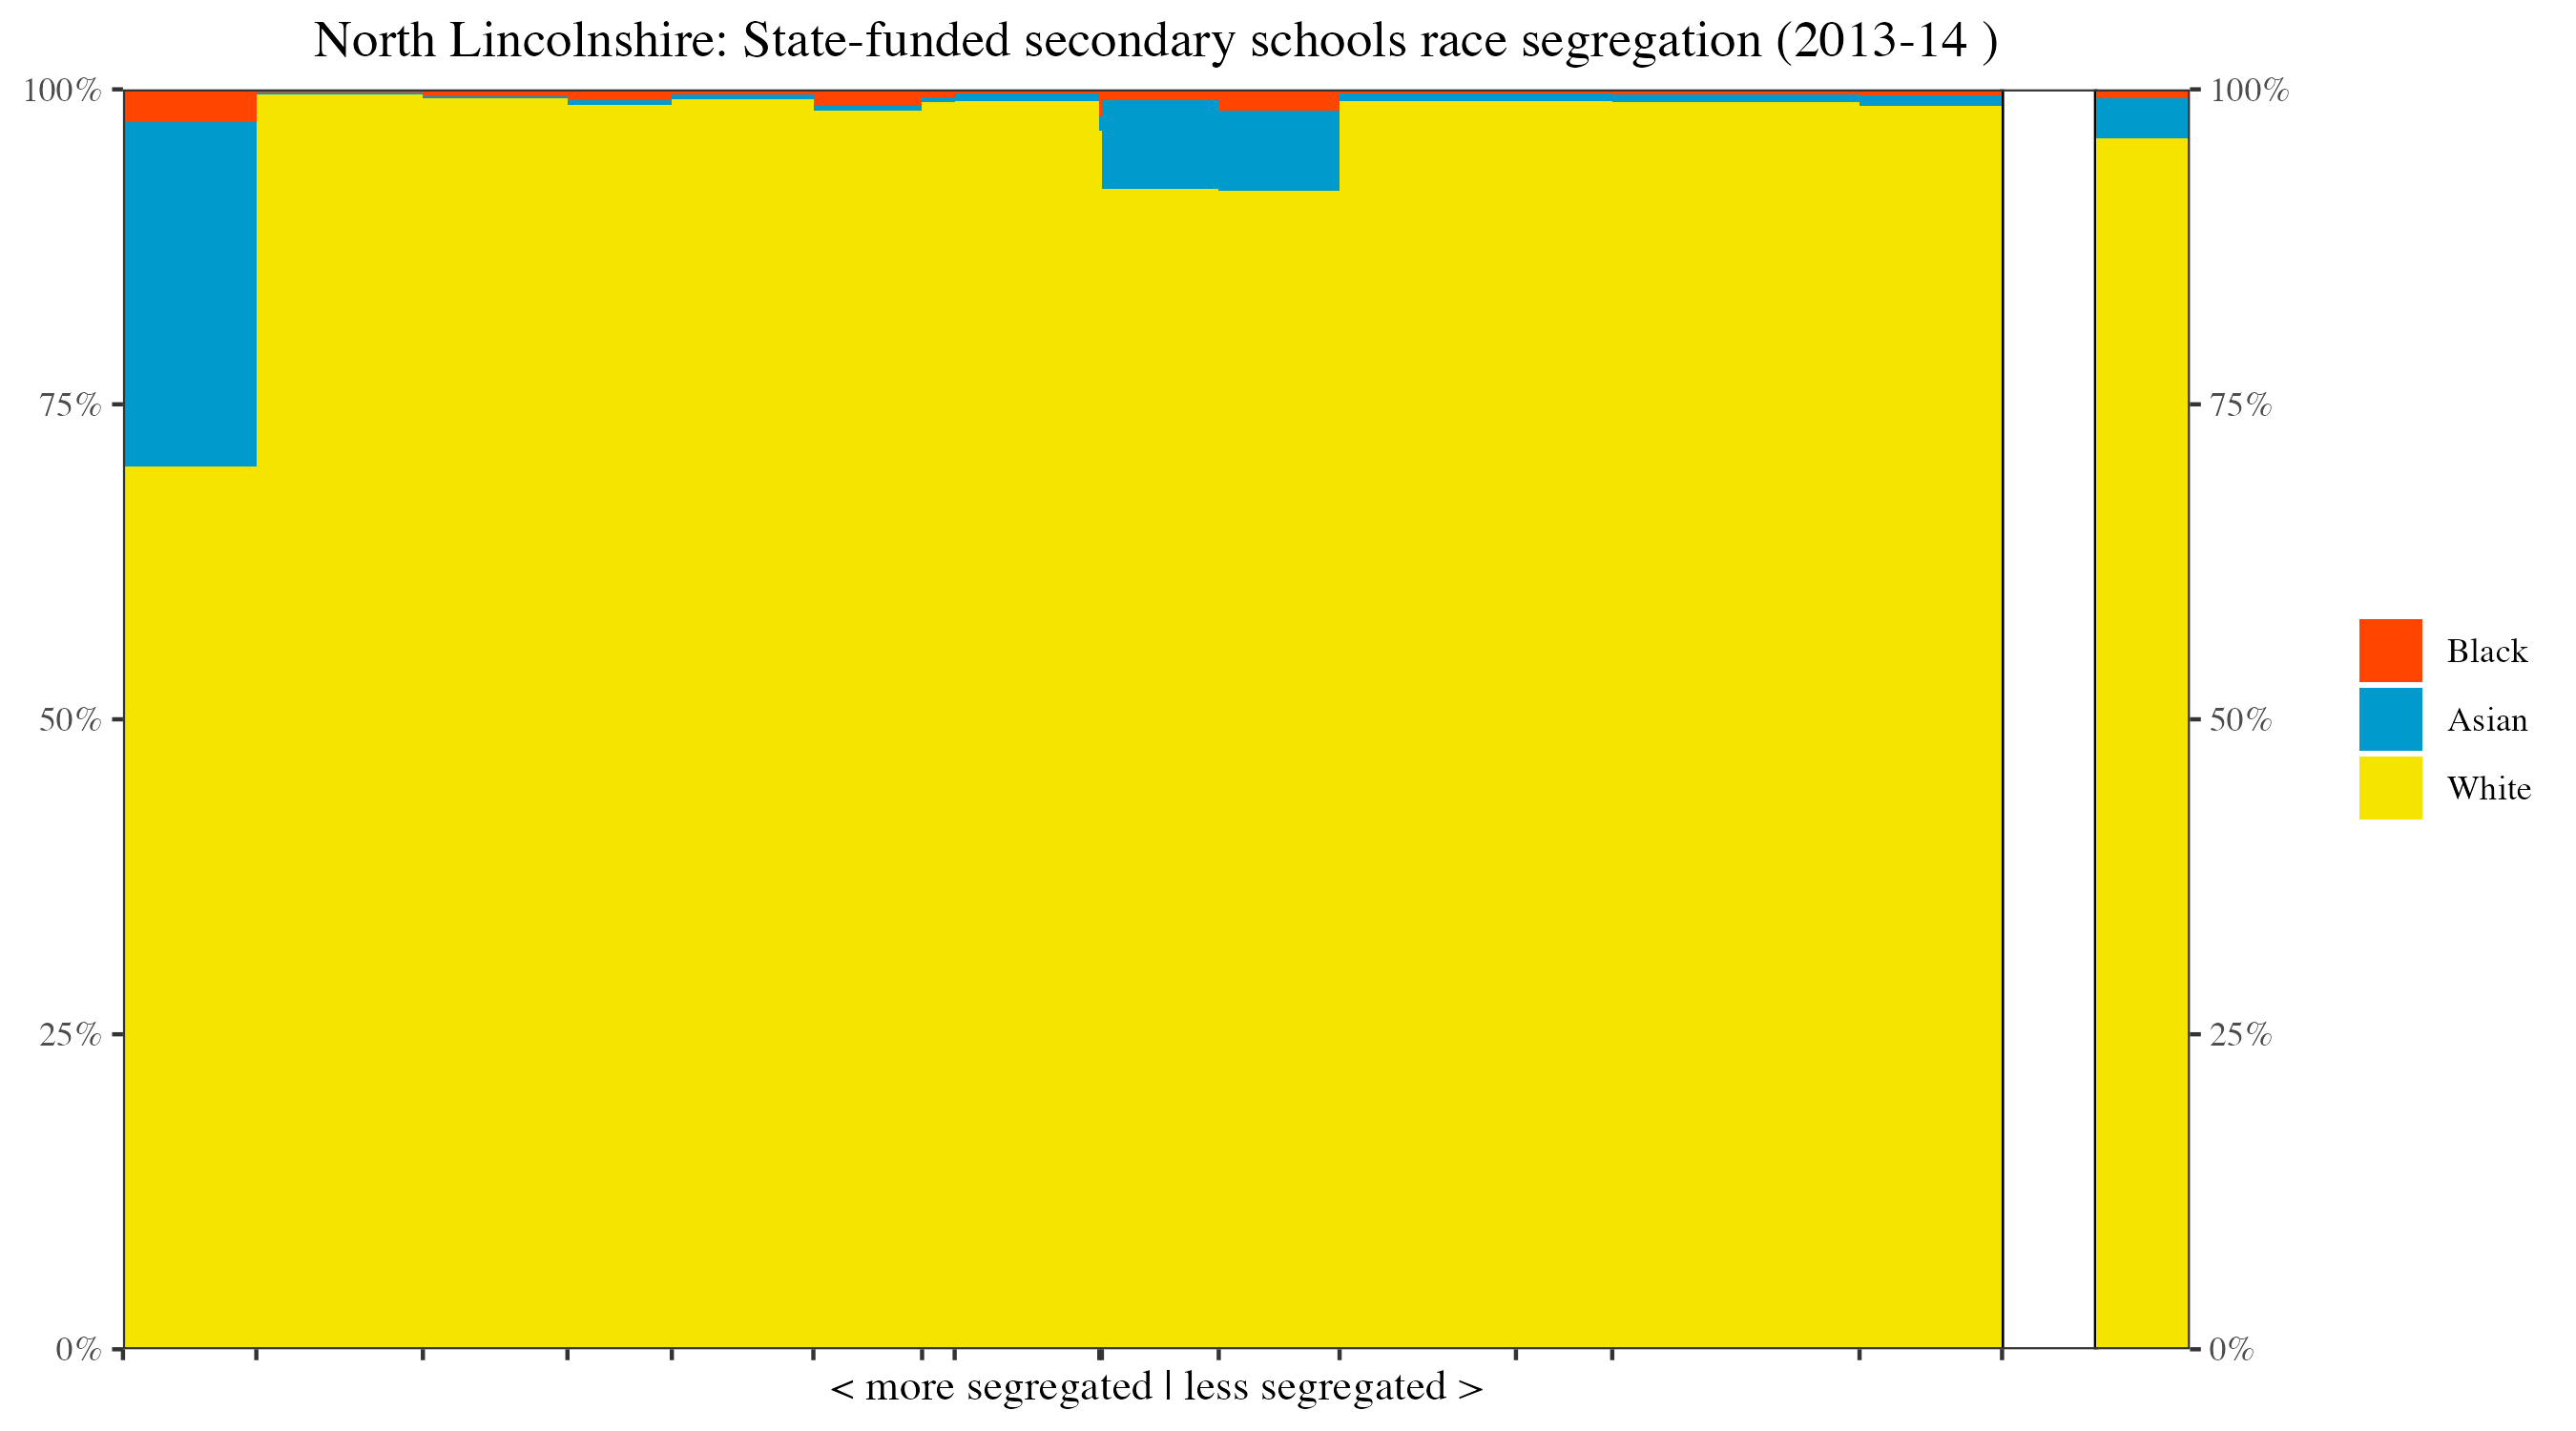 North Lincolnshire: State-funded secondary schools race segregation (2013-14 )
100%
75%
50%
25%
0%
100%
75%
50%
25%
0%
Black
Asian
White
< more segregated | less segregated >